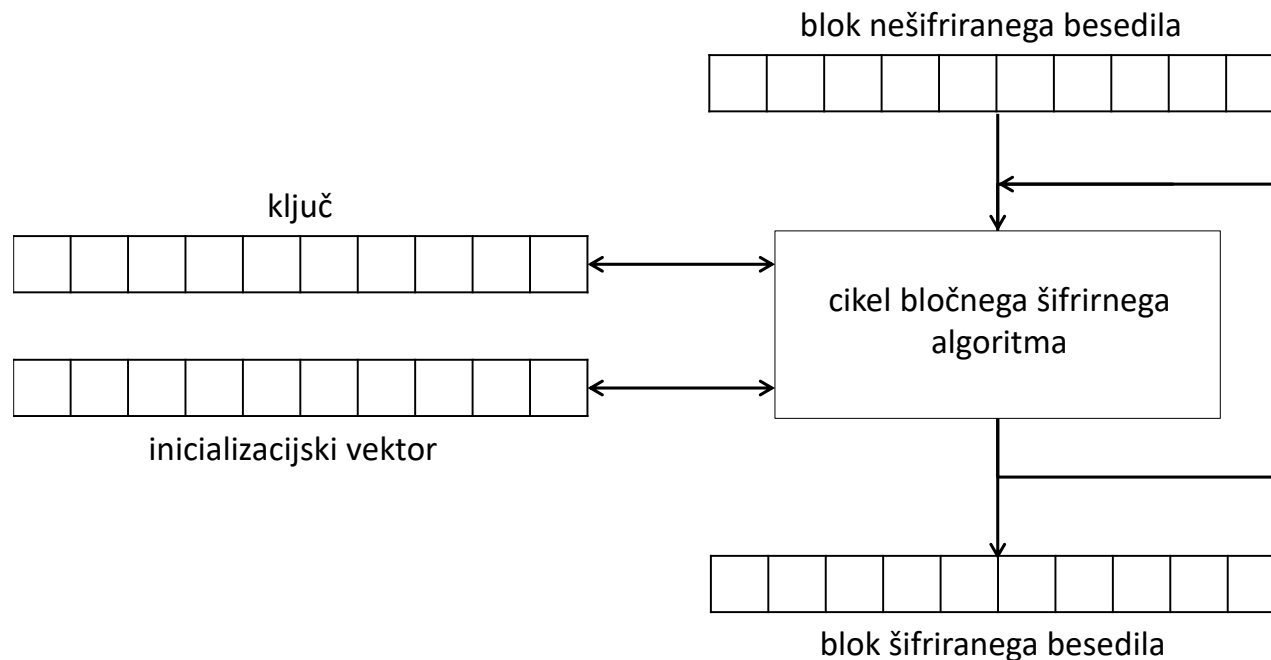 blok nešifriranega besedila
ključ
cikel bločnega šifrirnega
algoritma
inicializacijski vektor
blok šifriranega besedila